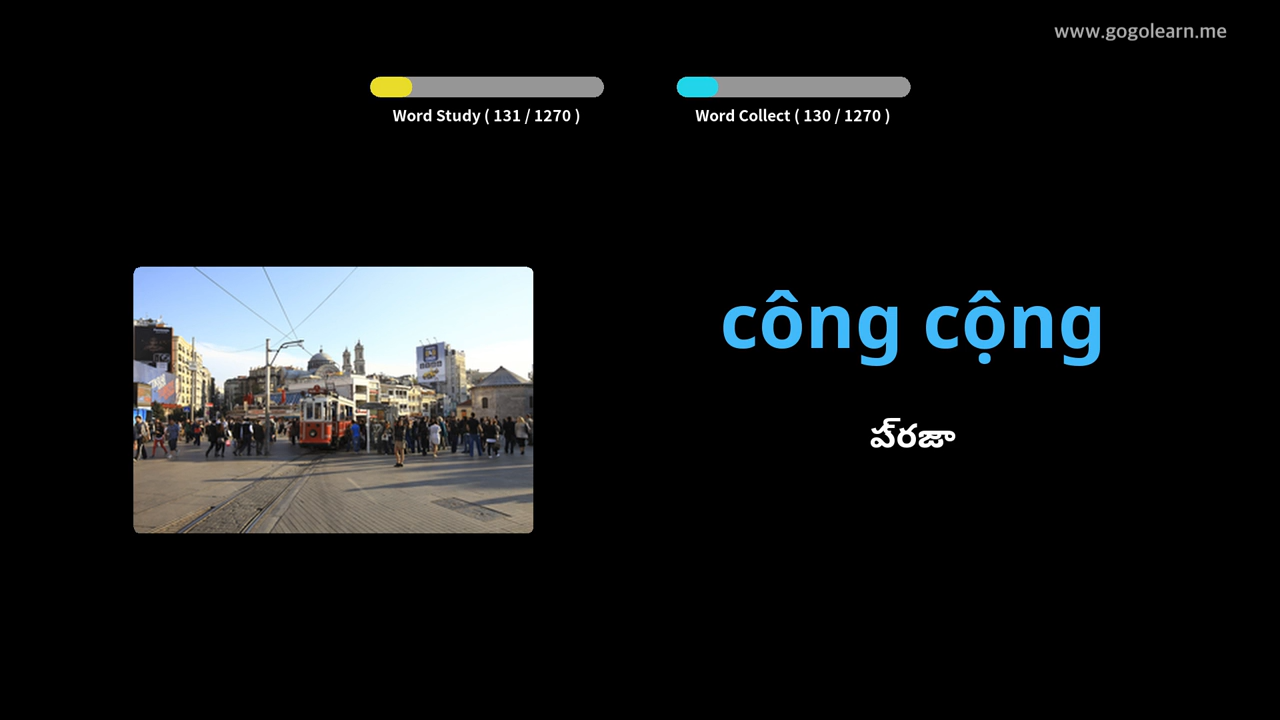 www.gogolearn.me
Word Study ( 131 / 1270 )
Word Collect ( 130 / 1270 )
công cộng
ప్రజా